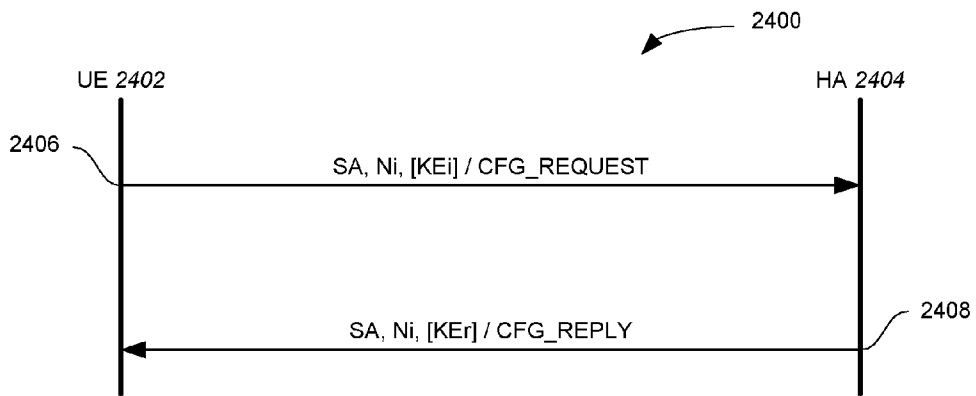 2400
UE 2402
HA 2404
2406
SA, Ni, [KEi] / CFG_REQUEST
2408
SA, Ni, [KEr] / CFG_REPLY